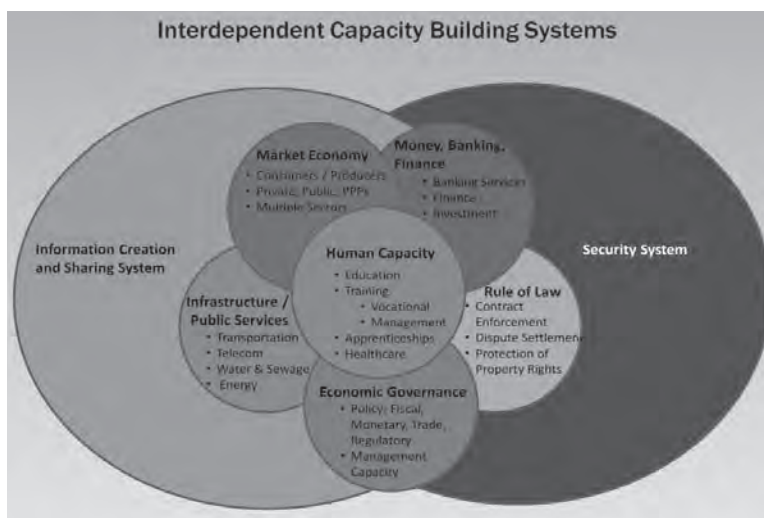 Interdependent Capacity Building Systems
Market Economy
• Consumers / Producers
• Private, Public, PPPs
• Multiple Sectors
Money, Banking,
Finance
• Banking Services
• Finance
• Investment
Information Creation
and Sharing System
Human Capacity
• Education
• Training
• Vocational
• Management
• Apprenticeships
• Healthcare
Security System
Infrastructure /
Public Services
• Transportation
• Telecom
• Water & Sewage
• Energy
Rule of Law
• Contract
Enforcement
• Dispute Settlement
• Protection of
Property Rights
Economic Governance
• Policy: Fiscal,
Monetary, Trade,
Regulatory
• Management
Capacity